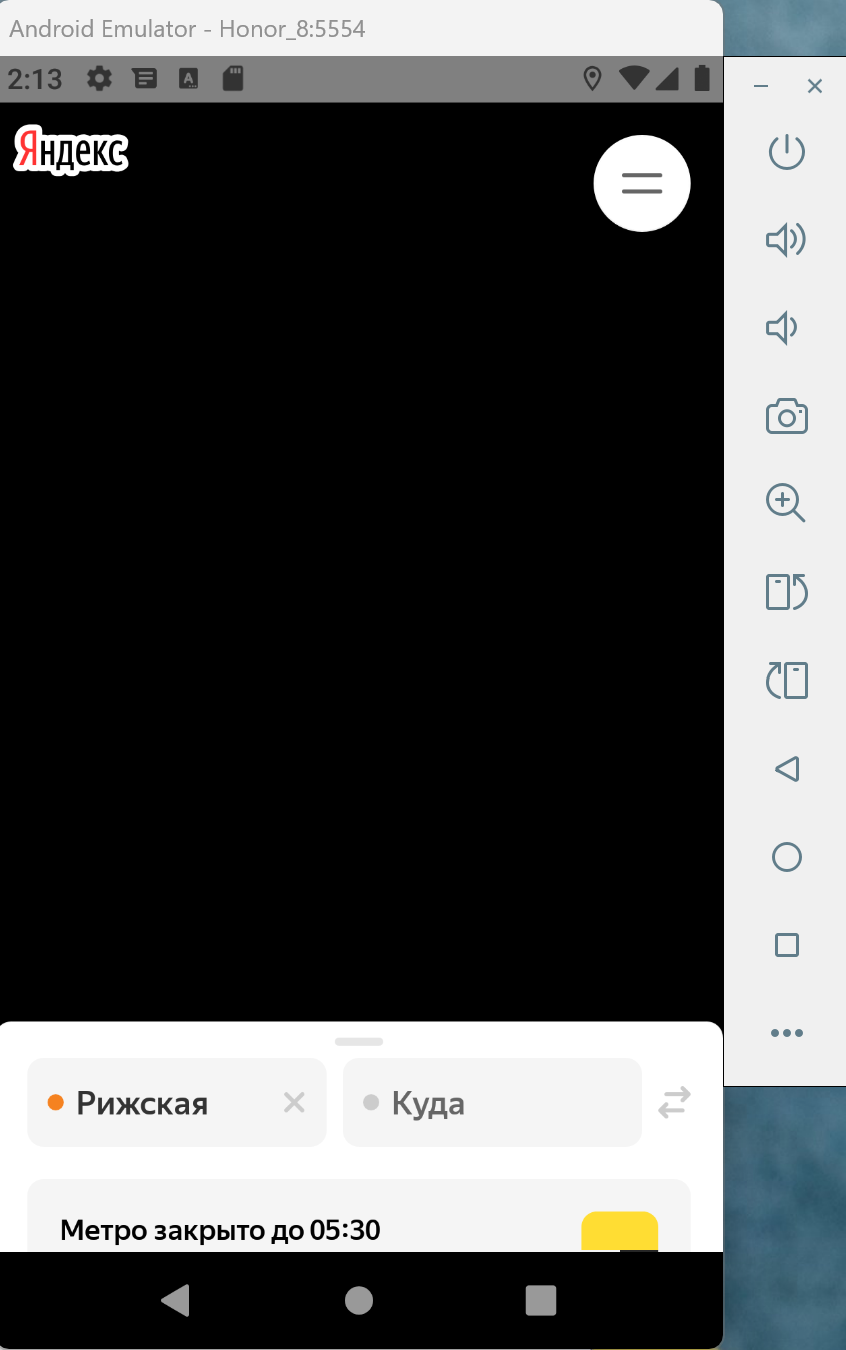 Android Emulator - Honor_8:5554
2:13
A
Яндекс
Рижская
Куда
Метро закрыто до 05:30